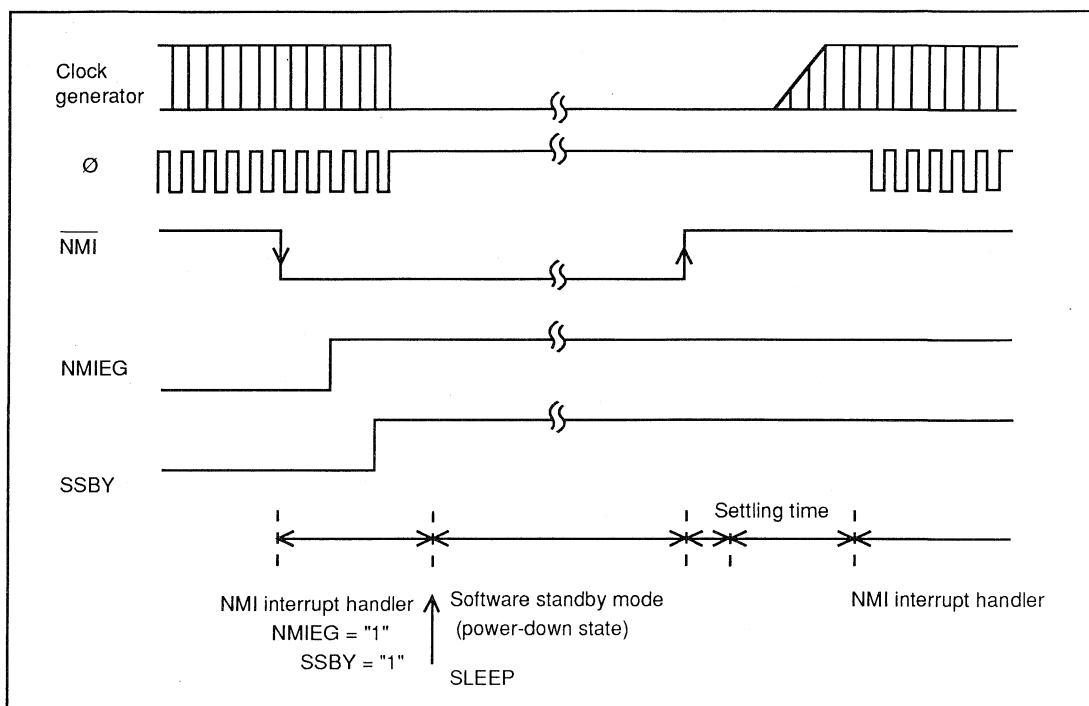 Clock
generator
Ø
NMI
NMIEG
SSBY
Settling time
NMI interrupt handler
NMIEG = "1"
SSBY = "1"
Software standby mode
(power-down state)
SLEEP
NMI interrupt handler